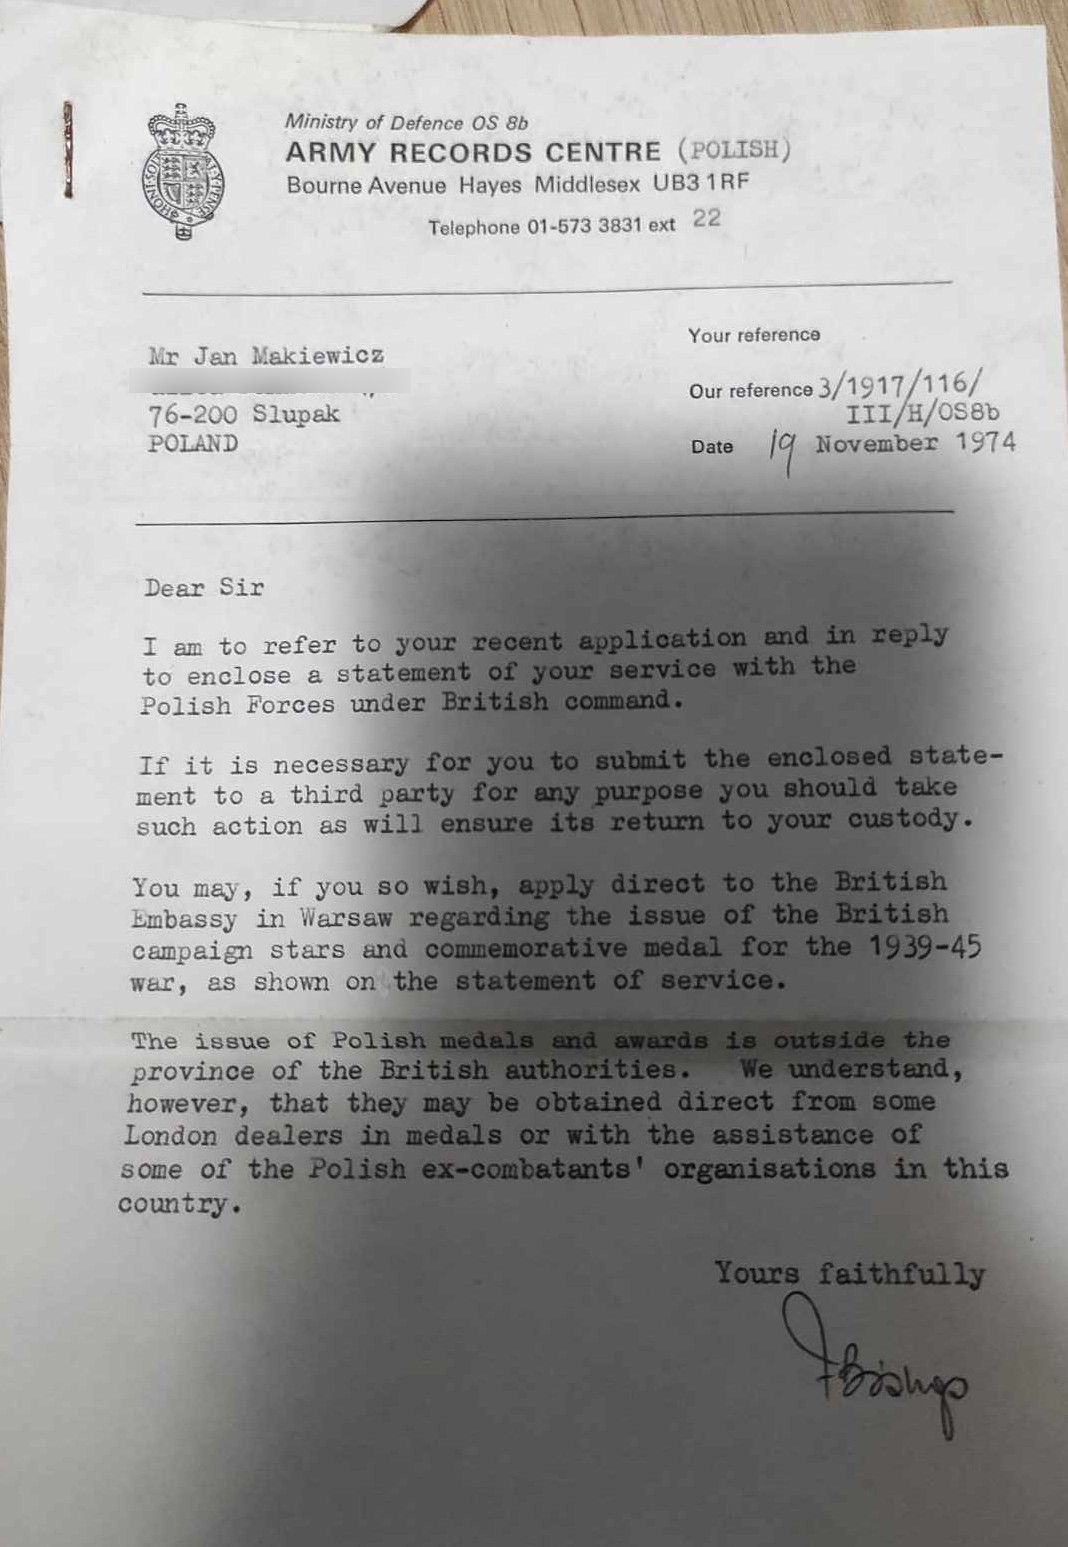 Ministry of Defence OS 8b
ARMY RECORDS CENTRE (POLISH)
Bourne Avenue Hayes Middlesex UB3 1RF
Telephone 01-573 3831 ext 22
Your reference
Mr Jan Makiewicz
Our reference 3/1917/116/
III/H/OS8b
76-200 Slupak
POLAND
Date 19 November 1974
Dear Sir
I am to refer to your recent application and in reply
to enclose a statement of your service with the
Polish Forces under British command.
If it is necessary for you to submit the enclosed state-
ment to a third party for any purpose you should take
such action as will ensure its return to your custody.
You may, if you so wish, apply direct to the British
Embassy in Warsaw regarding the issue of the British
campaign stars and commemorative medal for the 1939-45
war, as shown on the statement of service.
The issue of Polish medals and awards is outside the
province of the British authorities. We understand,
however, that they may be obtained direct from some
London dealers in medals or with the assistance of
some of the Polish ex-combatants' organisations in this
country.
Yours faithfully
F Bishop